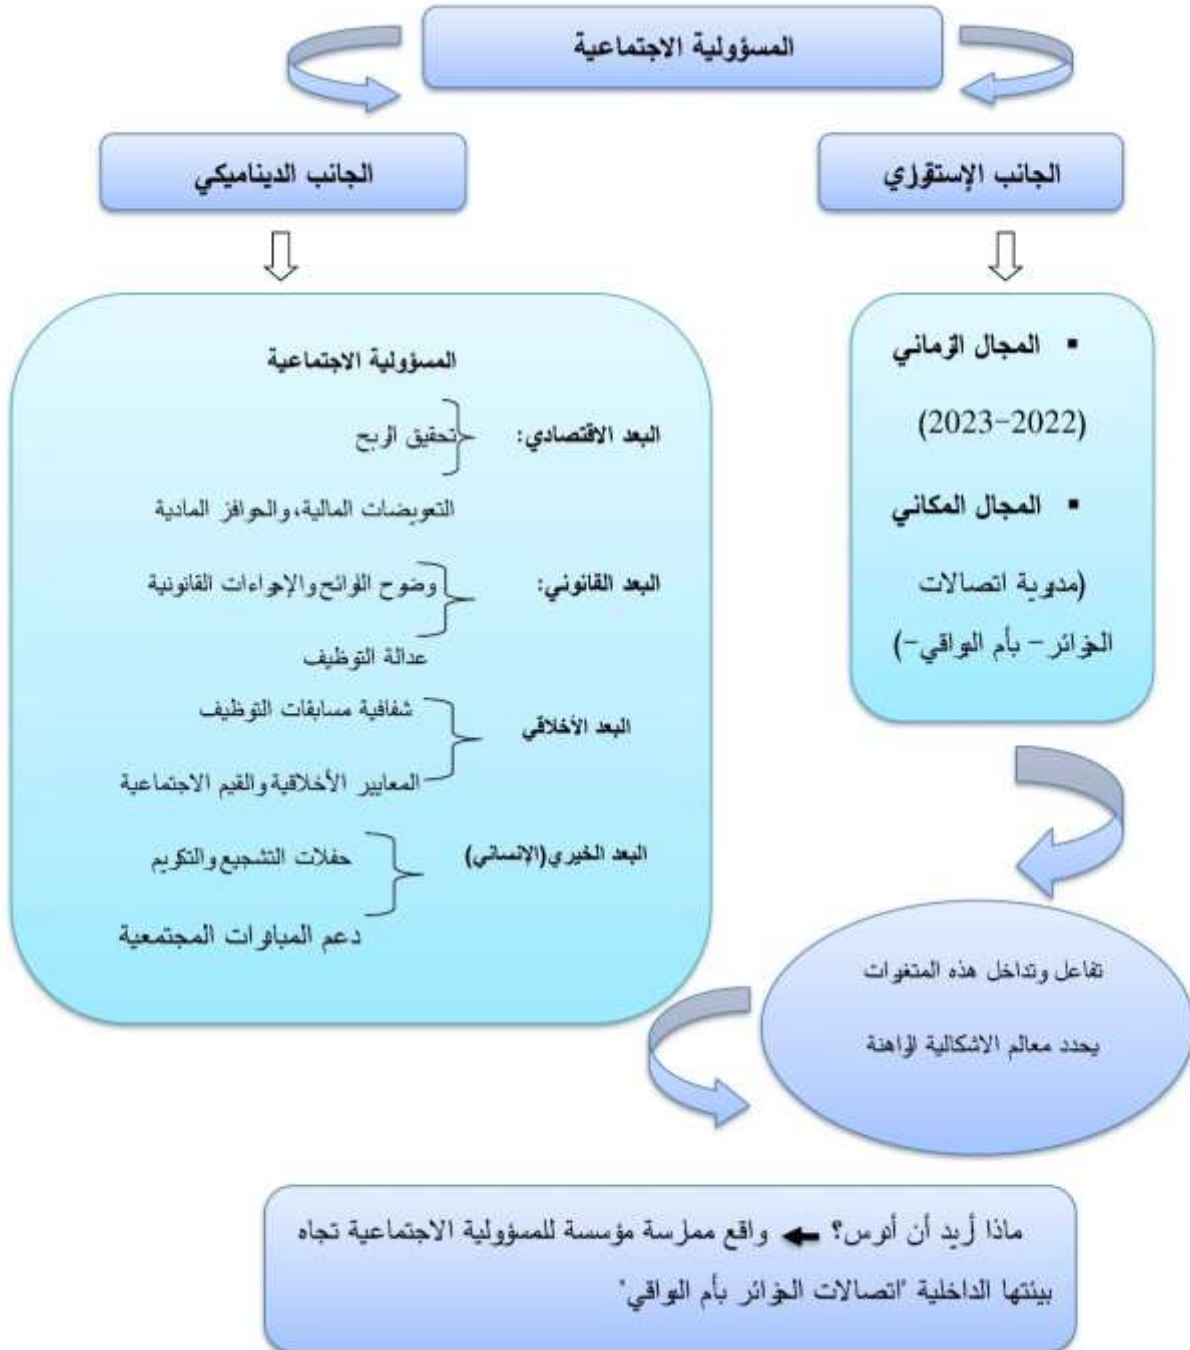 المسؤولية الاجتماعية
الجانب
الجانب الديناميكي
المجال الزماني
(2022-2023)
المجال المكاني
(مديرية اتصالات
الجزائر - بأم البواقي-)
المسؤولية الاجتماعية
البعد الاقتصادي: تحقيق الربح
التعويضات المالية، والحوافز المادية
البعد القانوني: وضوح اللوائح والإجراءات القانونية
عدالة التوظيف
شفافية مسابقات التوظيف
البعد الأخلاقي
المعايير الأخلاقية والقيم الاجتماعية
البعد الخيري(الإنساني) حفلات التشجيع والتكريم
دعم المبادرات المجتمعية
تفاعل وتداخل هذه المتغيرات
يحدد معالم الاشكالية الراهنة
ماذا أريد أن أدرس؟ ← واقع ممارسة مؤسسة للمسؤولية الاجتماعية تجاه
بيئتها الداخلية "اتصالات الجزائر بأم البواقي"